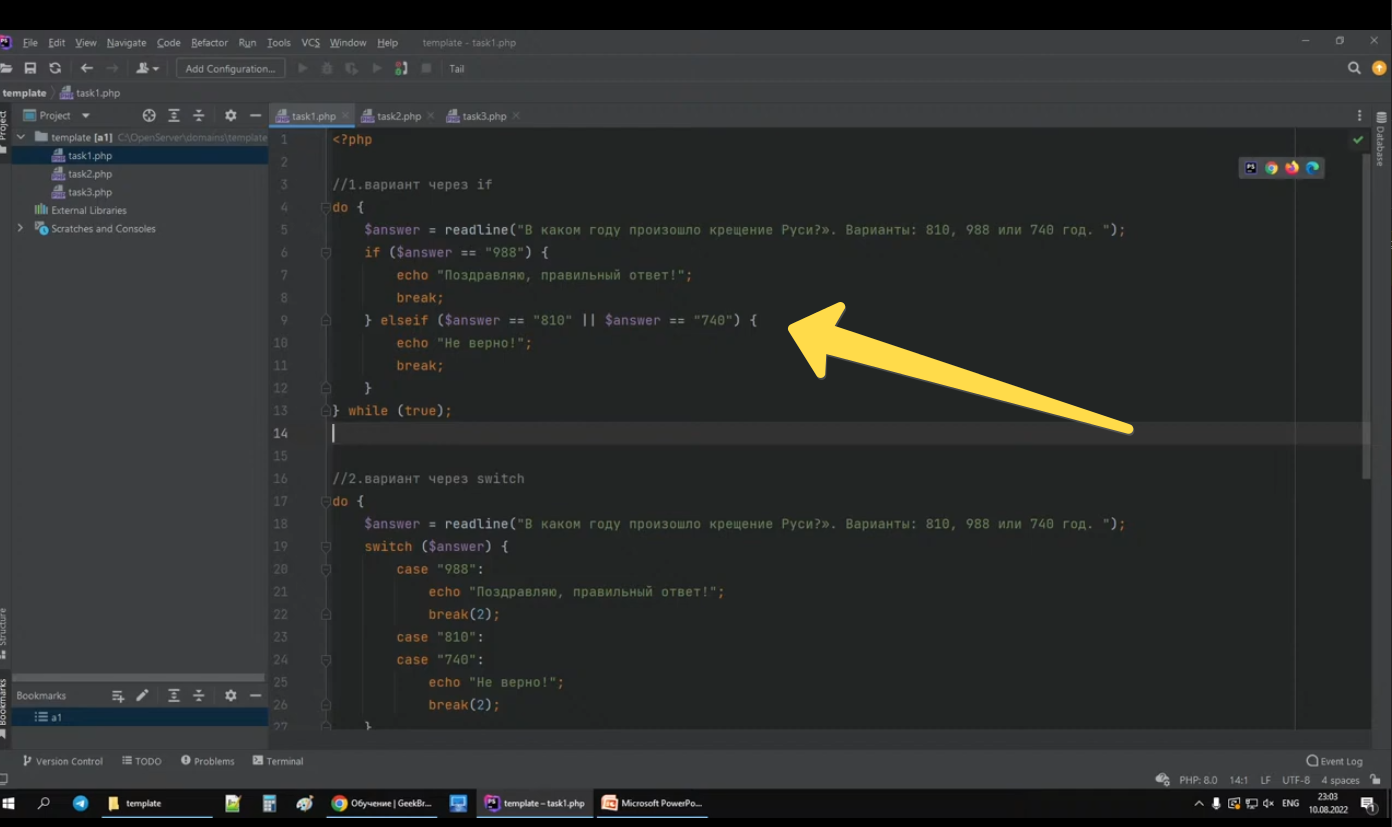 File Edit View Navigate Code Refactor Run Tools VCS Window Help template - task1.php
Add Configuration... Tail
template task1.php
Project task1.php task2.php task3.php
template [a1] C:\OpenServer\domains\template
task1.php
task2.php
task3.php
External Libraries
Scratches and Consoles
1 <?php
2
3 //1.вариант через if
4 do {
5 $answer = readline("В каком году произошло крещение Руси?». Варианты: 810, 988 или 740 год. ");
6 if ($answer == "988") {
7 echo "Поздравляю, правильный ответ!";
8 break;
9 } elseif ($answer == "810" || $answer == "740") {
10 echo "Не верно!";
11 break;
12 }
13 } while (true);
14
15
16 //2.вариант через switch
17 do {
18 $answer = readline("В каком году произошло крещение Руси?». Варианты: 810, 988 или 740 год. ");
19 switch ($answer) {
20 case "988":
21 echo "Поздравляю, правильный ответ!";
22 break(2);
23 case "810":
24 case "740":
25 echo "Не верно!";
26 break(2);
27 }
Project
Structure
Bookmarks
Database
Bookmarks
a1
Version Control TODO Problems Terminal Event Log
PHP: 8.0 14:1 LF UTF-8 4 spaces
template Обучение | GeekBr... template – task1.php Microsoft PowerPo... ENG 23:03
10.08.2022